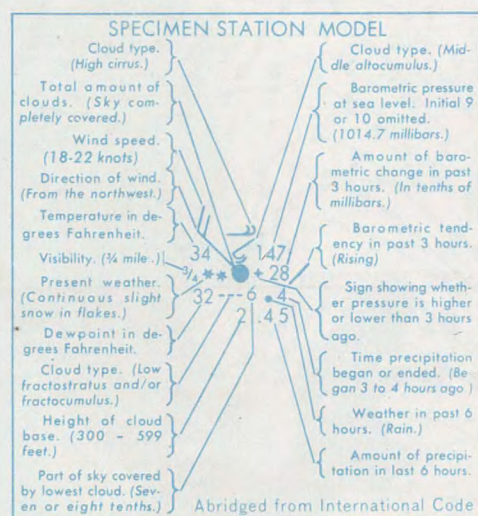 SPECIMEN STATION MODEL
Cloud type.
(High cirrus.)
Total amount of
clouds. (Sky com-
pletely covered.)
Wind speed.
(18-22 knots)
Direction of wind.
(From the northwest.)
Temperature in de-
grees Fahrenheit.
Visibility. (¾ mile.)
Present weather.
(Continuous slight
snow in flakes.)
Dewpoint in de-
grees Fahrenheit.
Cloud type. (Low
fractostratus and/or
fractocumulus.)
Height of cloud
base. (300 - 599
feet.)
Part of sky covered
by lowest cloud. (Sev-
en or eight tenths.)
34 147
3/4 + 28
32 --- 6 .4
2 .45
Cloud type. (Mid-
dle altocumulus.)
Barometric pressure
at sea level. Initial 9
or 10 omitted.
(1014.7 millibars.)
Amount of baro-
metric change in past
3 hours. (In tenths of
millibars.)
Barometric tend-
ency in past 3 hours.
(Rising)
Sign showing wheth-
er pressure is higher
or lower than 3 hours
ago.
Time precipitation
began or ended. (Be-
gan 3 to 4 hours ago.)
Weather in past 6
hours. (Rain.)
Amount of precipi-
tation in last 6 hours.
Abridged from International Code